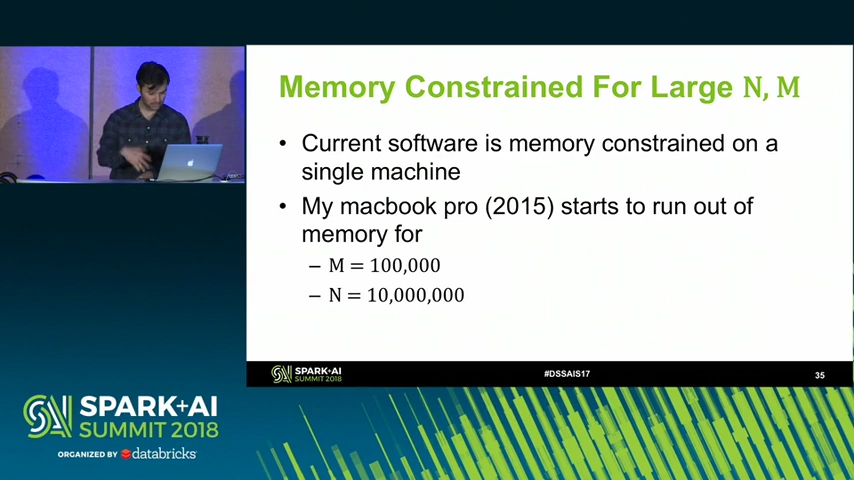 Memory Constrained For Large N, M
• Current software is memory constrained on a
single machine
• My macbook pro (2015) starts to run out of
memory for
– M = 100,000
– N = 10,000,000
SPARK+AI
SUMMIT 2018
#DSSAIS17
35
SPARK+AI
SUMMIT 2018
ORGANIZED BY databricks